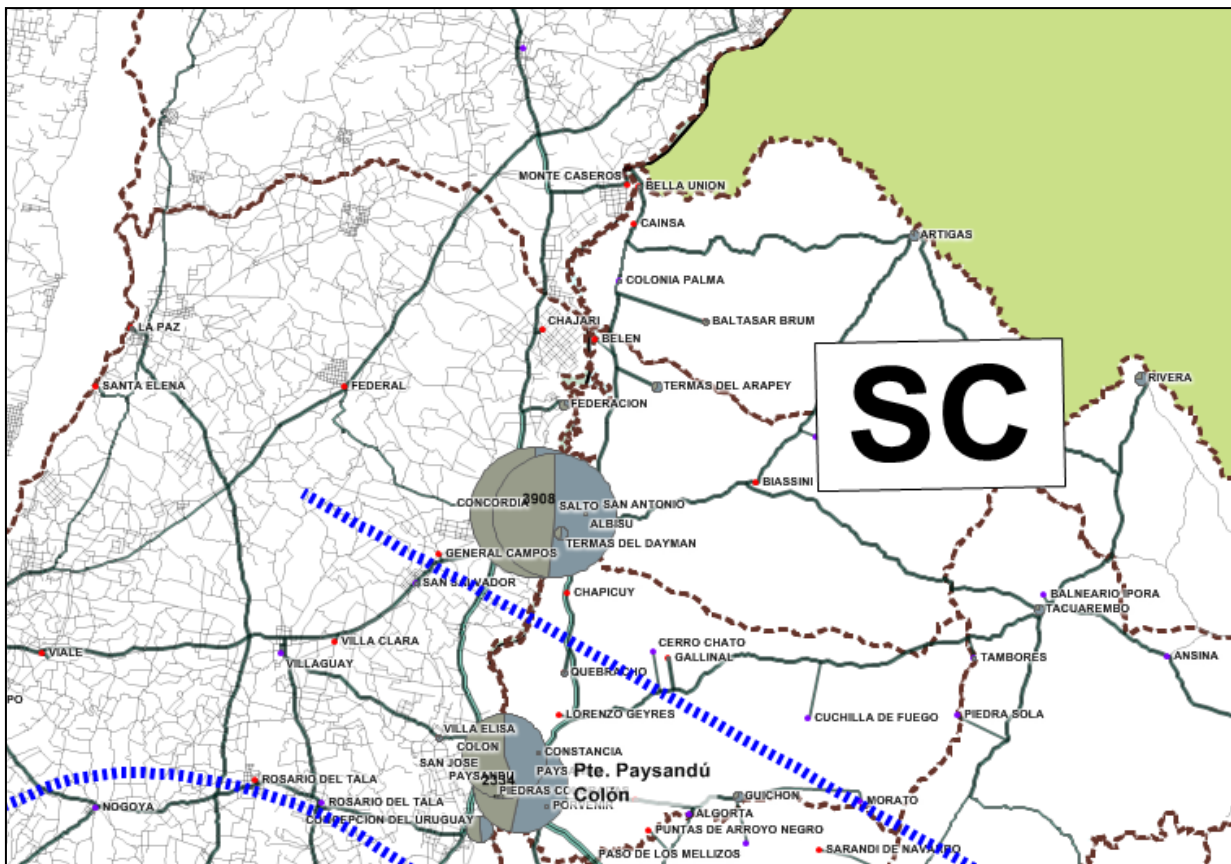 MONTE CASEROS
BELLA UNION
CAINSA
ARTIGAS
COLONIA PALMA
BALTASAR BRUM
LA PAZ
CHAJARI
BELEN
SC
RIVERA
SANTA ELENA
FEDERAL
TERMAS DEL ARAPEY
FEDERACION
BIASSINI
3908
CONCORDIA
SALTO
SAN ANTONIO
ALBISU
TERMAS DEL DAYMAN
GENERAL CAMPOS
SAN SALVADOR
CHAPICUY
BALNEARIO IPORA
TACUAREMBO
VILLA CLARA
VIALE
VILLAGUAY
CERRO CHATO
GALLINAL
TAMBORES
ANSINA
QUEBRACHO
PO
LORENZO GEYRES
CUCHILLA DE FUEGO
PIEDRA SOLA
VILLA ELISA
COLON
CONSTANCIA
SAN JOSE
PAYSANDU
Pte. Paysandú
Colón
2334
ROSARIO DEL TALA
PIEDRAS CO
GUICHON
NOGOYA
ROSARIO DEL TALA
PORVENIR
MORATO
CONCEPCION DEL URUGUAY
ALGORTA
PUNTAS DE ARROYO NEGRO
PASO DE LOS MELLIZOS
SARANDI DE NAVARRO